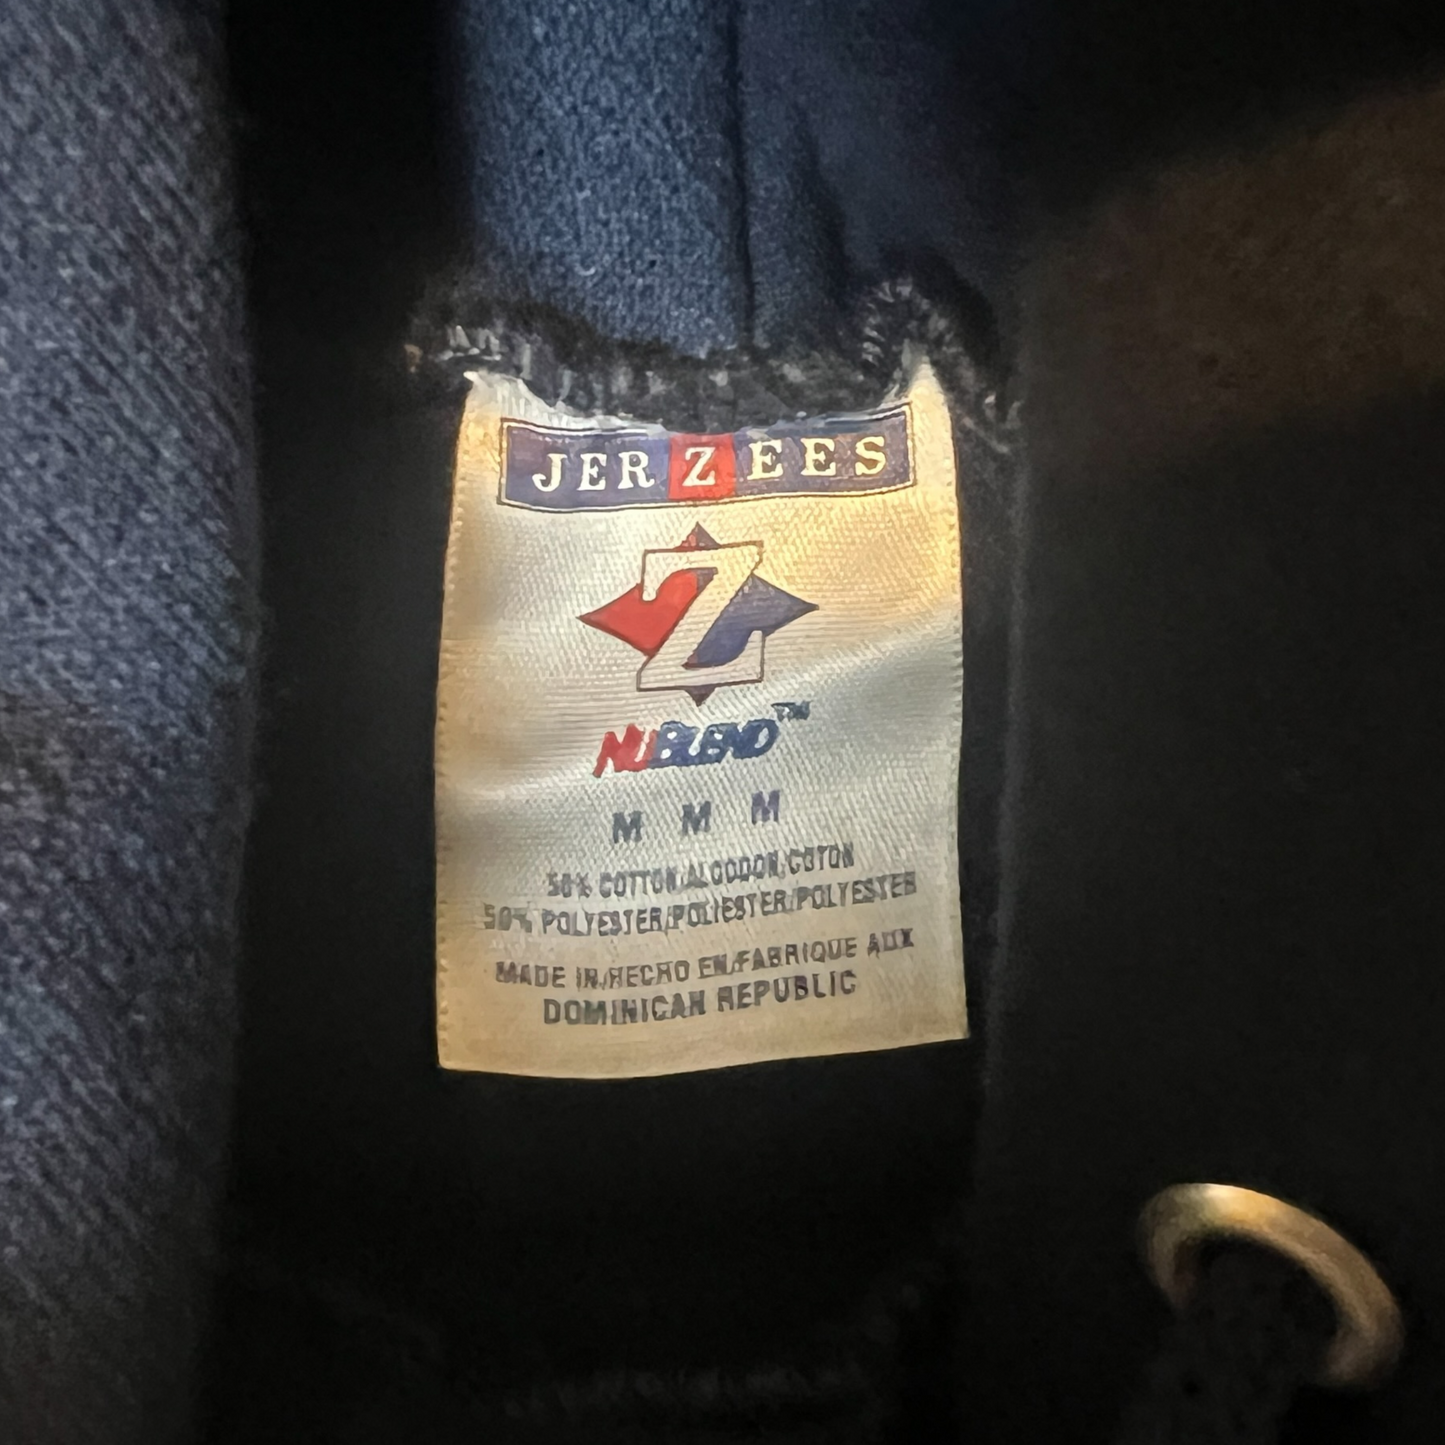 JERZEES
Z
NUBLEND™
M M M
50% COTTON/ALGODON/COTON
50% POLYESTER/POLIESTER/POLYESTER
MADE IN/HECHO EN/FABRIQUE AUX
DOMINICAN REPUBLIC